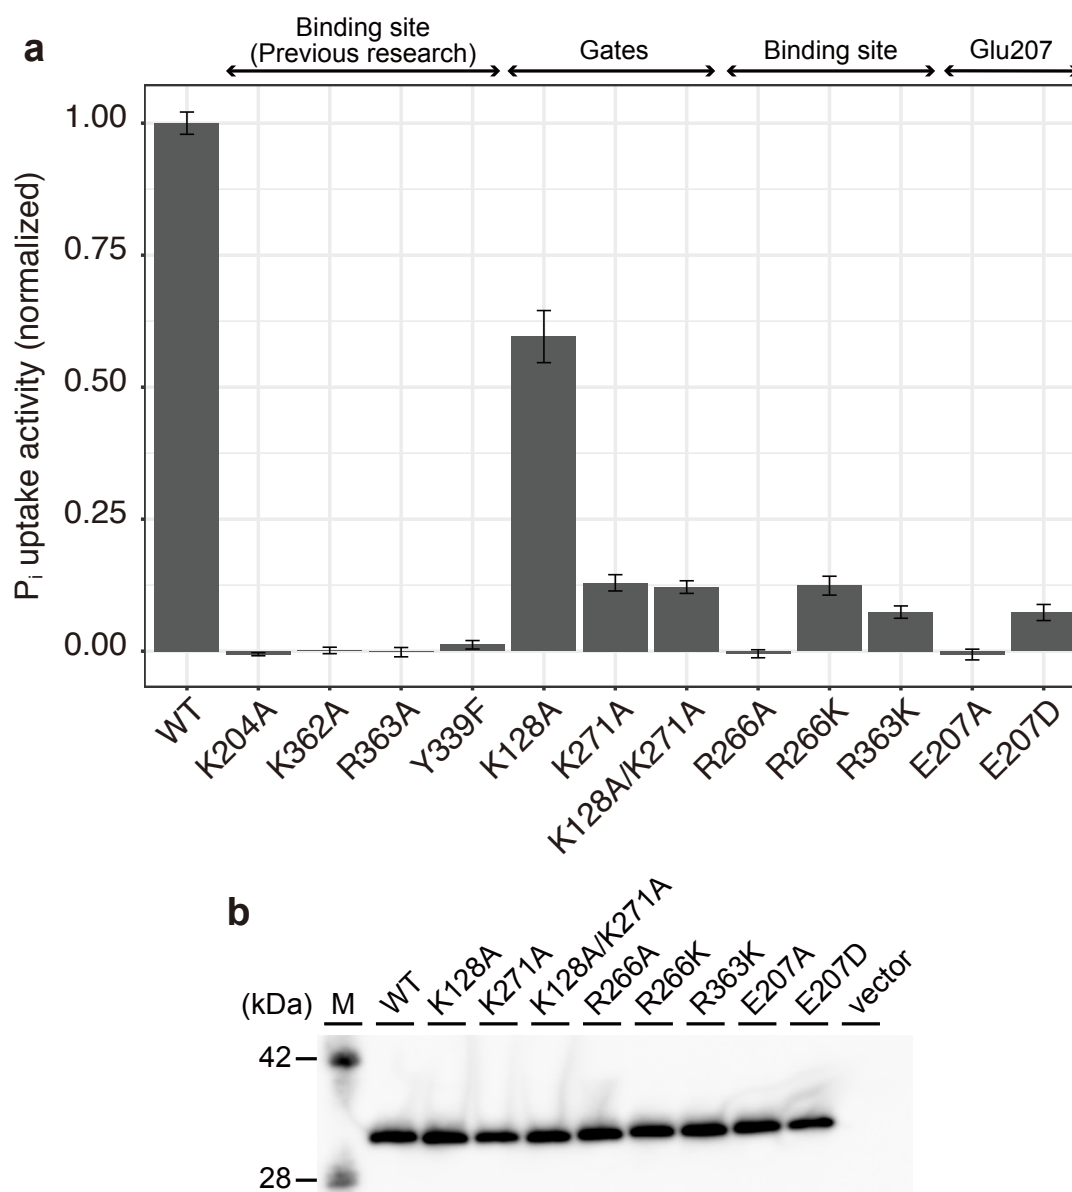 a
Binding site
(Previous research)
Gates
Binding site
Glu207
Pi uptake activity (normalized)
1.00
0.75
0.50
0.25
0.00
WT
K204A
K362A
R363A
Y339F
K128A
K271A
K128A/K271A
R266A
R266K
R363K
E207A
E207D
b
(kDa)
M
WT
K128A
K271A
K128A/K271A
R266A
R266K
R363K
E207A
E207D
vector
42
28